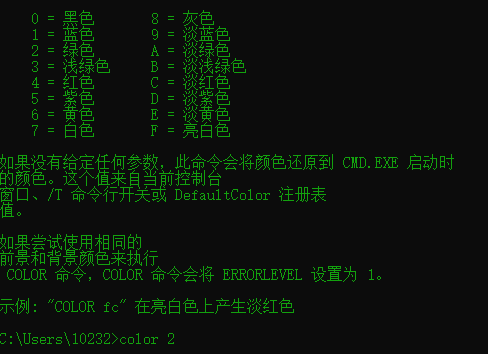 0 = 黑色 8 = 灰色
1 = 蓝色 9 = 淡蓝色
2 = 绿色 A = 淡绿色
3 = 浅绿色 B = 淡浅绿色
4 = 红色 C = 淡红色
5 = 紫色 D = 淡紫色
6 = 黄色 E = 淡黄色
7 = 白色 F = 亮白色
如果没有给定任何参数，此命令会将颜色还原到 CMD.EXE 启动时
的颜色。这个值来自当前控制台
窗口、/T 命令行开关或 DefaultColor 注册表
值。
如果尝试使用相同的
前景和背景颜色来执行
COLOR 命令，COLOR 命令会将 ERRORLEVEL 设置为 1。
示例: "COLOR fc" 在亮白色上产生淡红色
C:\Users\10232>color 2